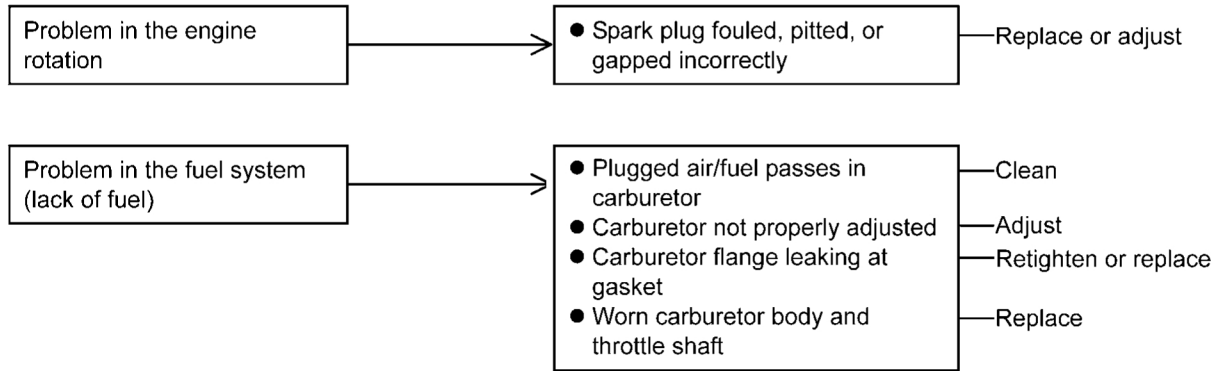 Problem in the engine
rotation
● Spark plug fouled, pitted, or
gapped incorrectly
Replace or adjust
Problem in the fuel system
(lack of fuel)
● Plugged air/fuel passes in
carburetor
Clean
● Carburetor not properly adjusted
Adjust
● Carburetor flange leaking at
gasket
Retighten or replace
● Worn carburetor body and
throttle shaft
Replace